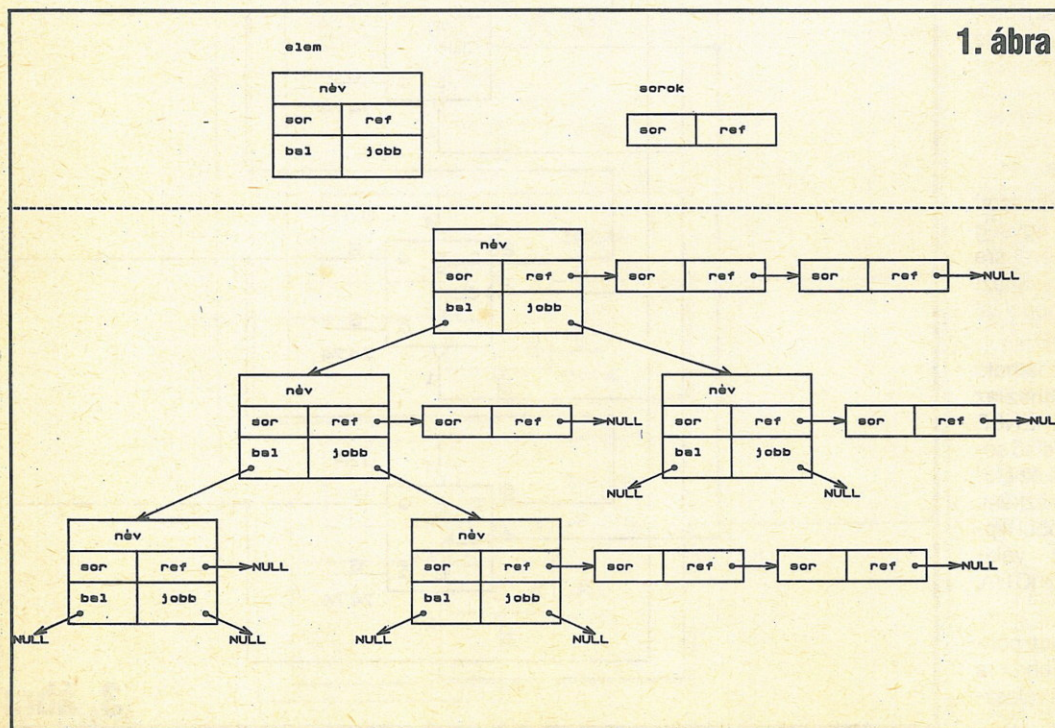 1. ábra
elem
név
sor ref
bal jobb
sorok
sor ref
név
sor ref sor ref sor ref NULL
bal jobb
név név
sor ref sor ref NULL sor ref sor ref NULL
bal jobb bal jobb
NULL NULL
név név
sor ref NULL sor ref sor ref sor ref NULL
bal jobb bal jobb
NULL NULL NULL NULL